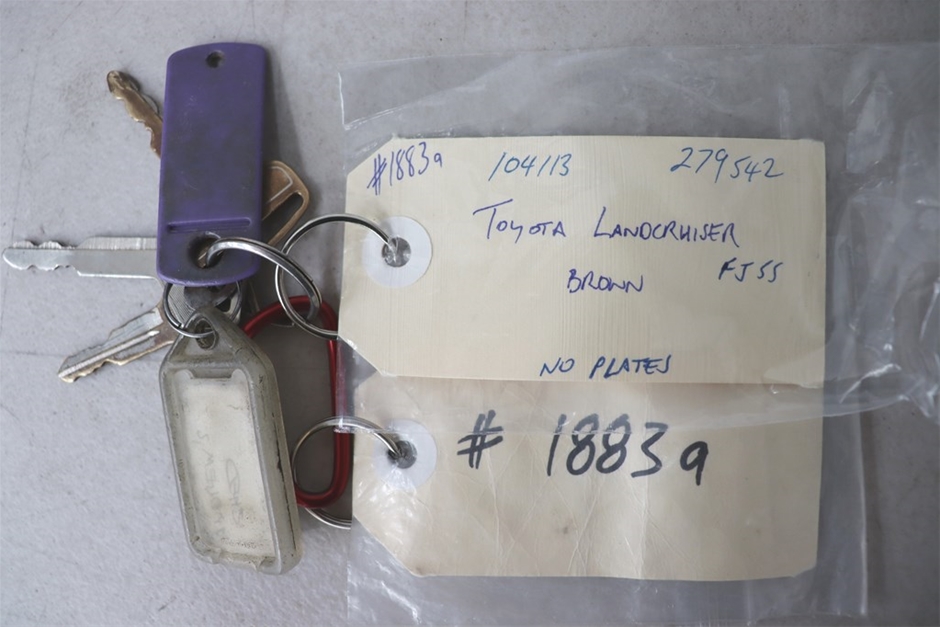 #1883a 104113 279542
TOYOTA LANDCRUISER
BROWN FJ55
NO PLATES
# 1883a